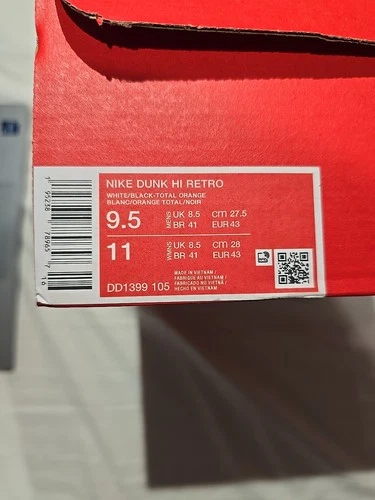 NIKE DUNK HI RETRO
WHITE/BLACK-TOTAL ORANGE
BLANC/ORANGE TOTAL/NOIR
9.5 MENS UK 8.5 CM 27.5
BR 41 EUR 43
11 WMNS UK 8.5 CM 28
BR 41 EUR 43
MADE IN VIETNAM /
FABRIQUE AU VIETNAM /
FABRICADO NU VIETNÃ /
HECHO EN VIETNAM
DD1399 105